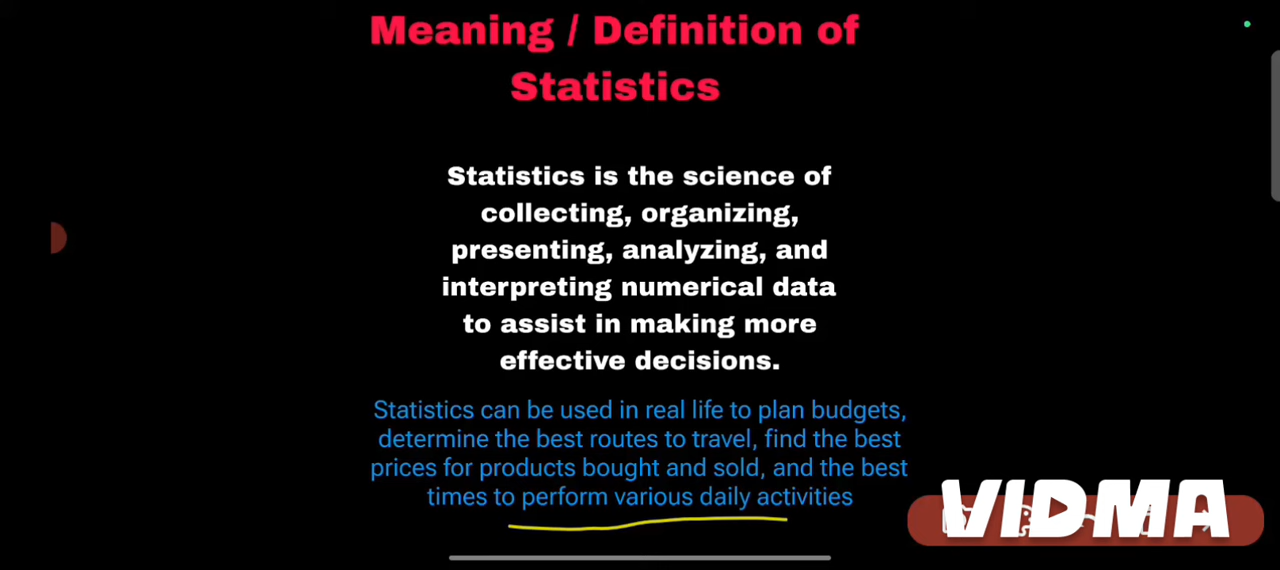 Meaning / Definition of
Statistics
Statistics is the science of
collecting, organizing,
presenting, analyzing, and
interpreting numerical data
to assist in making more
effective decisions.
Statistics can be used in real life to plan budgets,
determine the best routes to travel, find the best
prices for products bought and sold, and the best
times to perform various daily activities
VIDMA